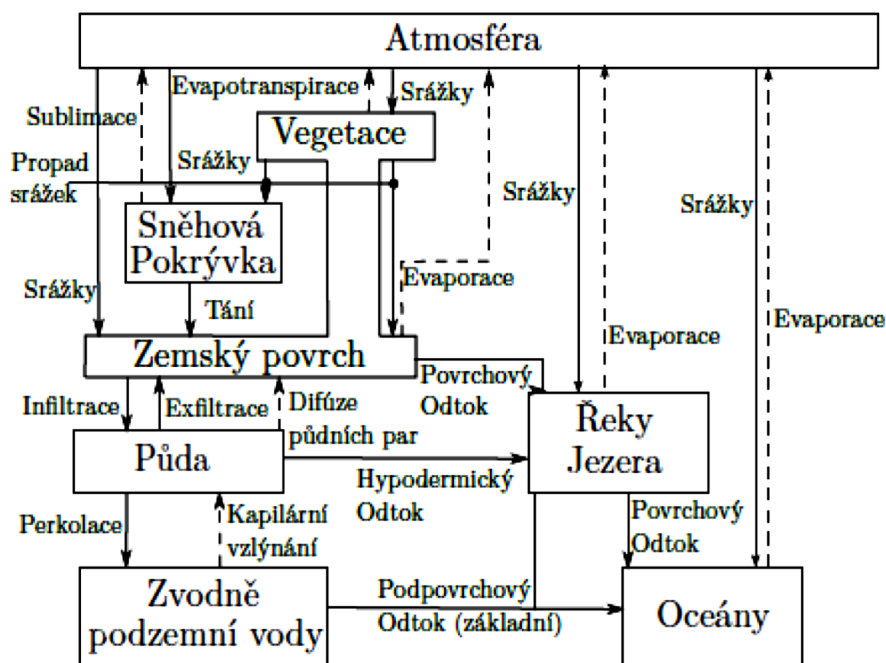 Atmosféra
Evapotranspirace
Srážky
Sublimace
Vegetace
Propad
srážek
Srážky
Srážky
Srážky
Sněhová
Pokrývka
Evaporace
Srážky
Tání
Evaporace
Evaporace
Zemský povrch
Povrchový
Odtok
Infiltrace
Exfiltrace
Difúze
půdních par
Řeky
Jezera
Půda
Hypodermický
Odtok
Perkolace
Kapilární
vzlýnání
Povrchový
Odtok
Zvodně
podzemní vody
Podpovrchový
Odtok (základní)
Oceány